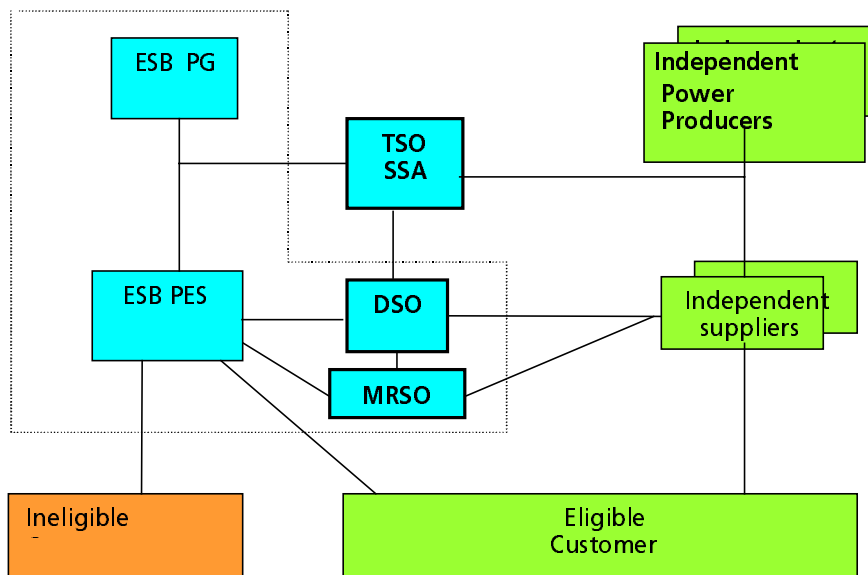 ESB PG
Independent
Power
Producers
TSO
SSA
ESB PES
DSO
Independent
suppliers
MRSO
Ineligible
Eligible
Customer